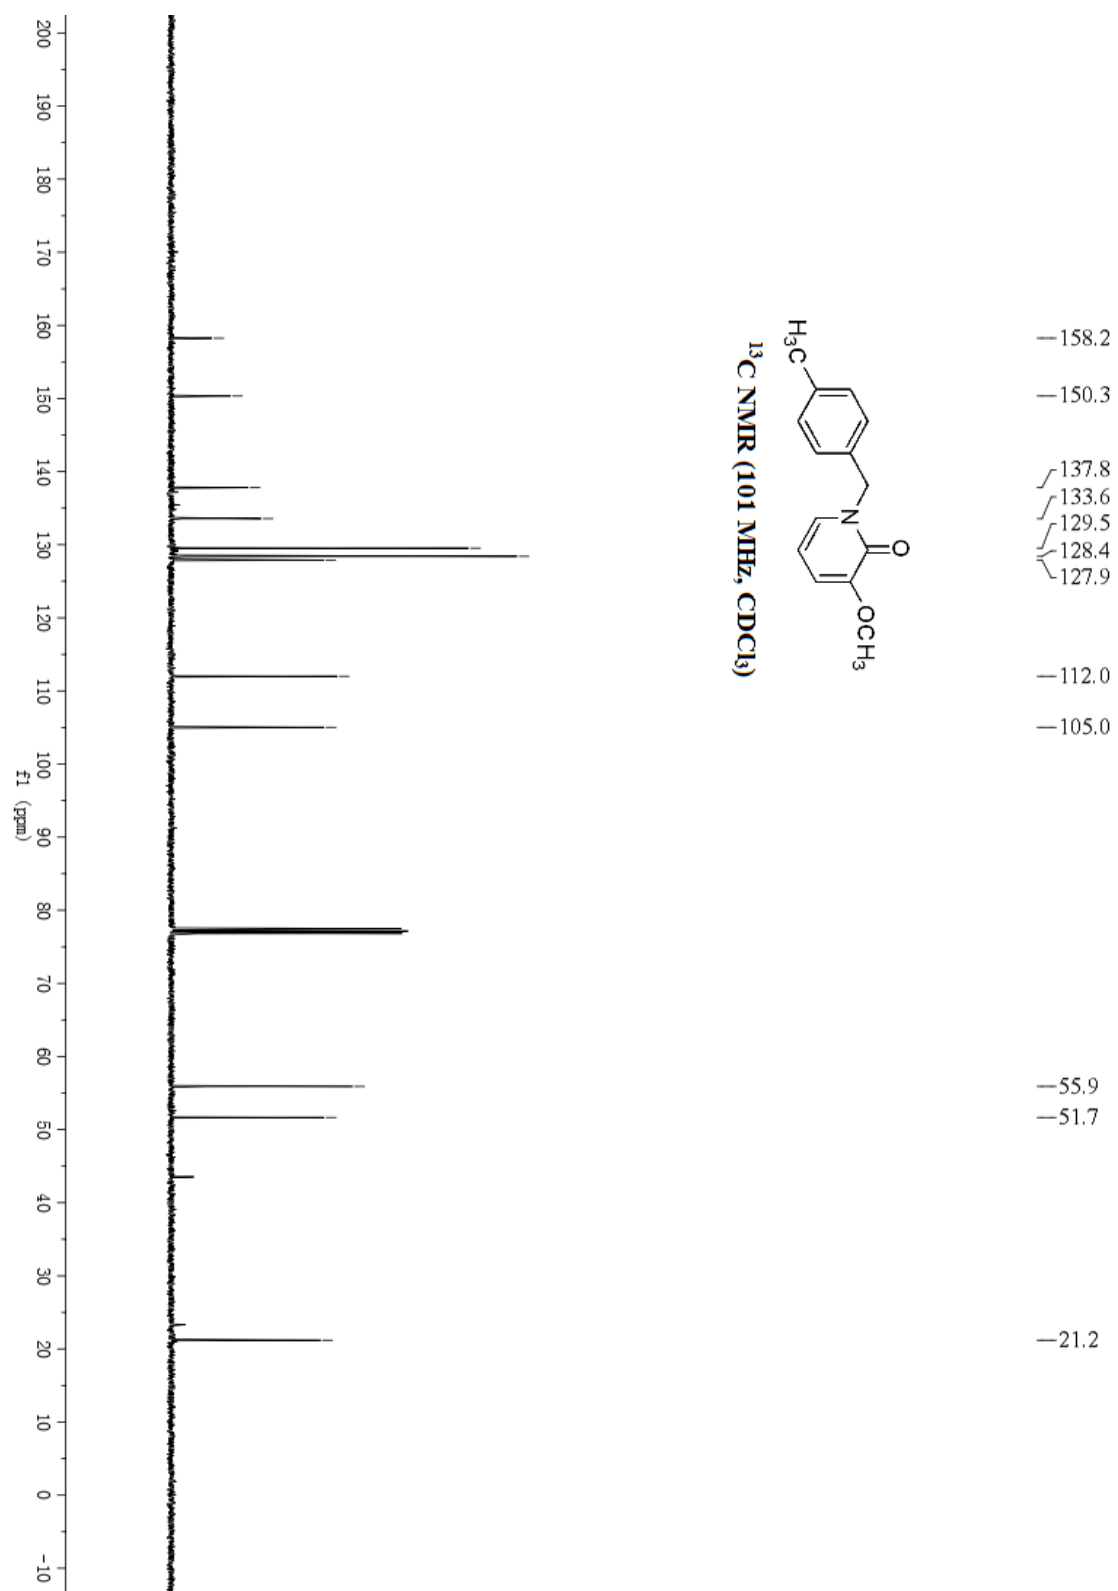 158.2
150.3
137.8
133.6
129.5
128.4
127.9
112.0
105.0
55.9
51.7
21.2
H₃C
N
O
OCH₃
¹³C NMR (101 MHz, CDCl₃)
200 190 180 170 160 150 140 130 120 110 100 90 80 70 60 50 40 30 20 10 0 -10
f1 (ppm)